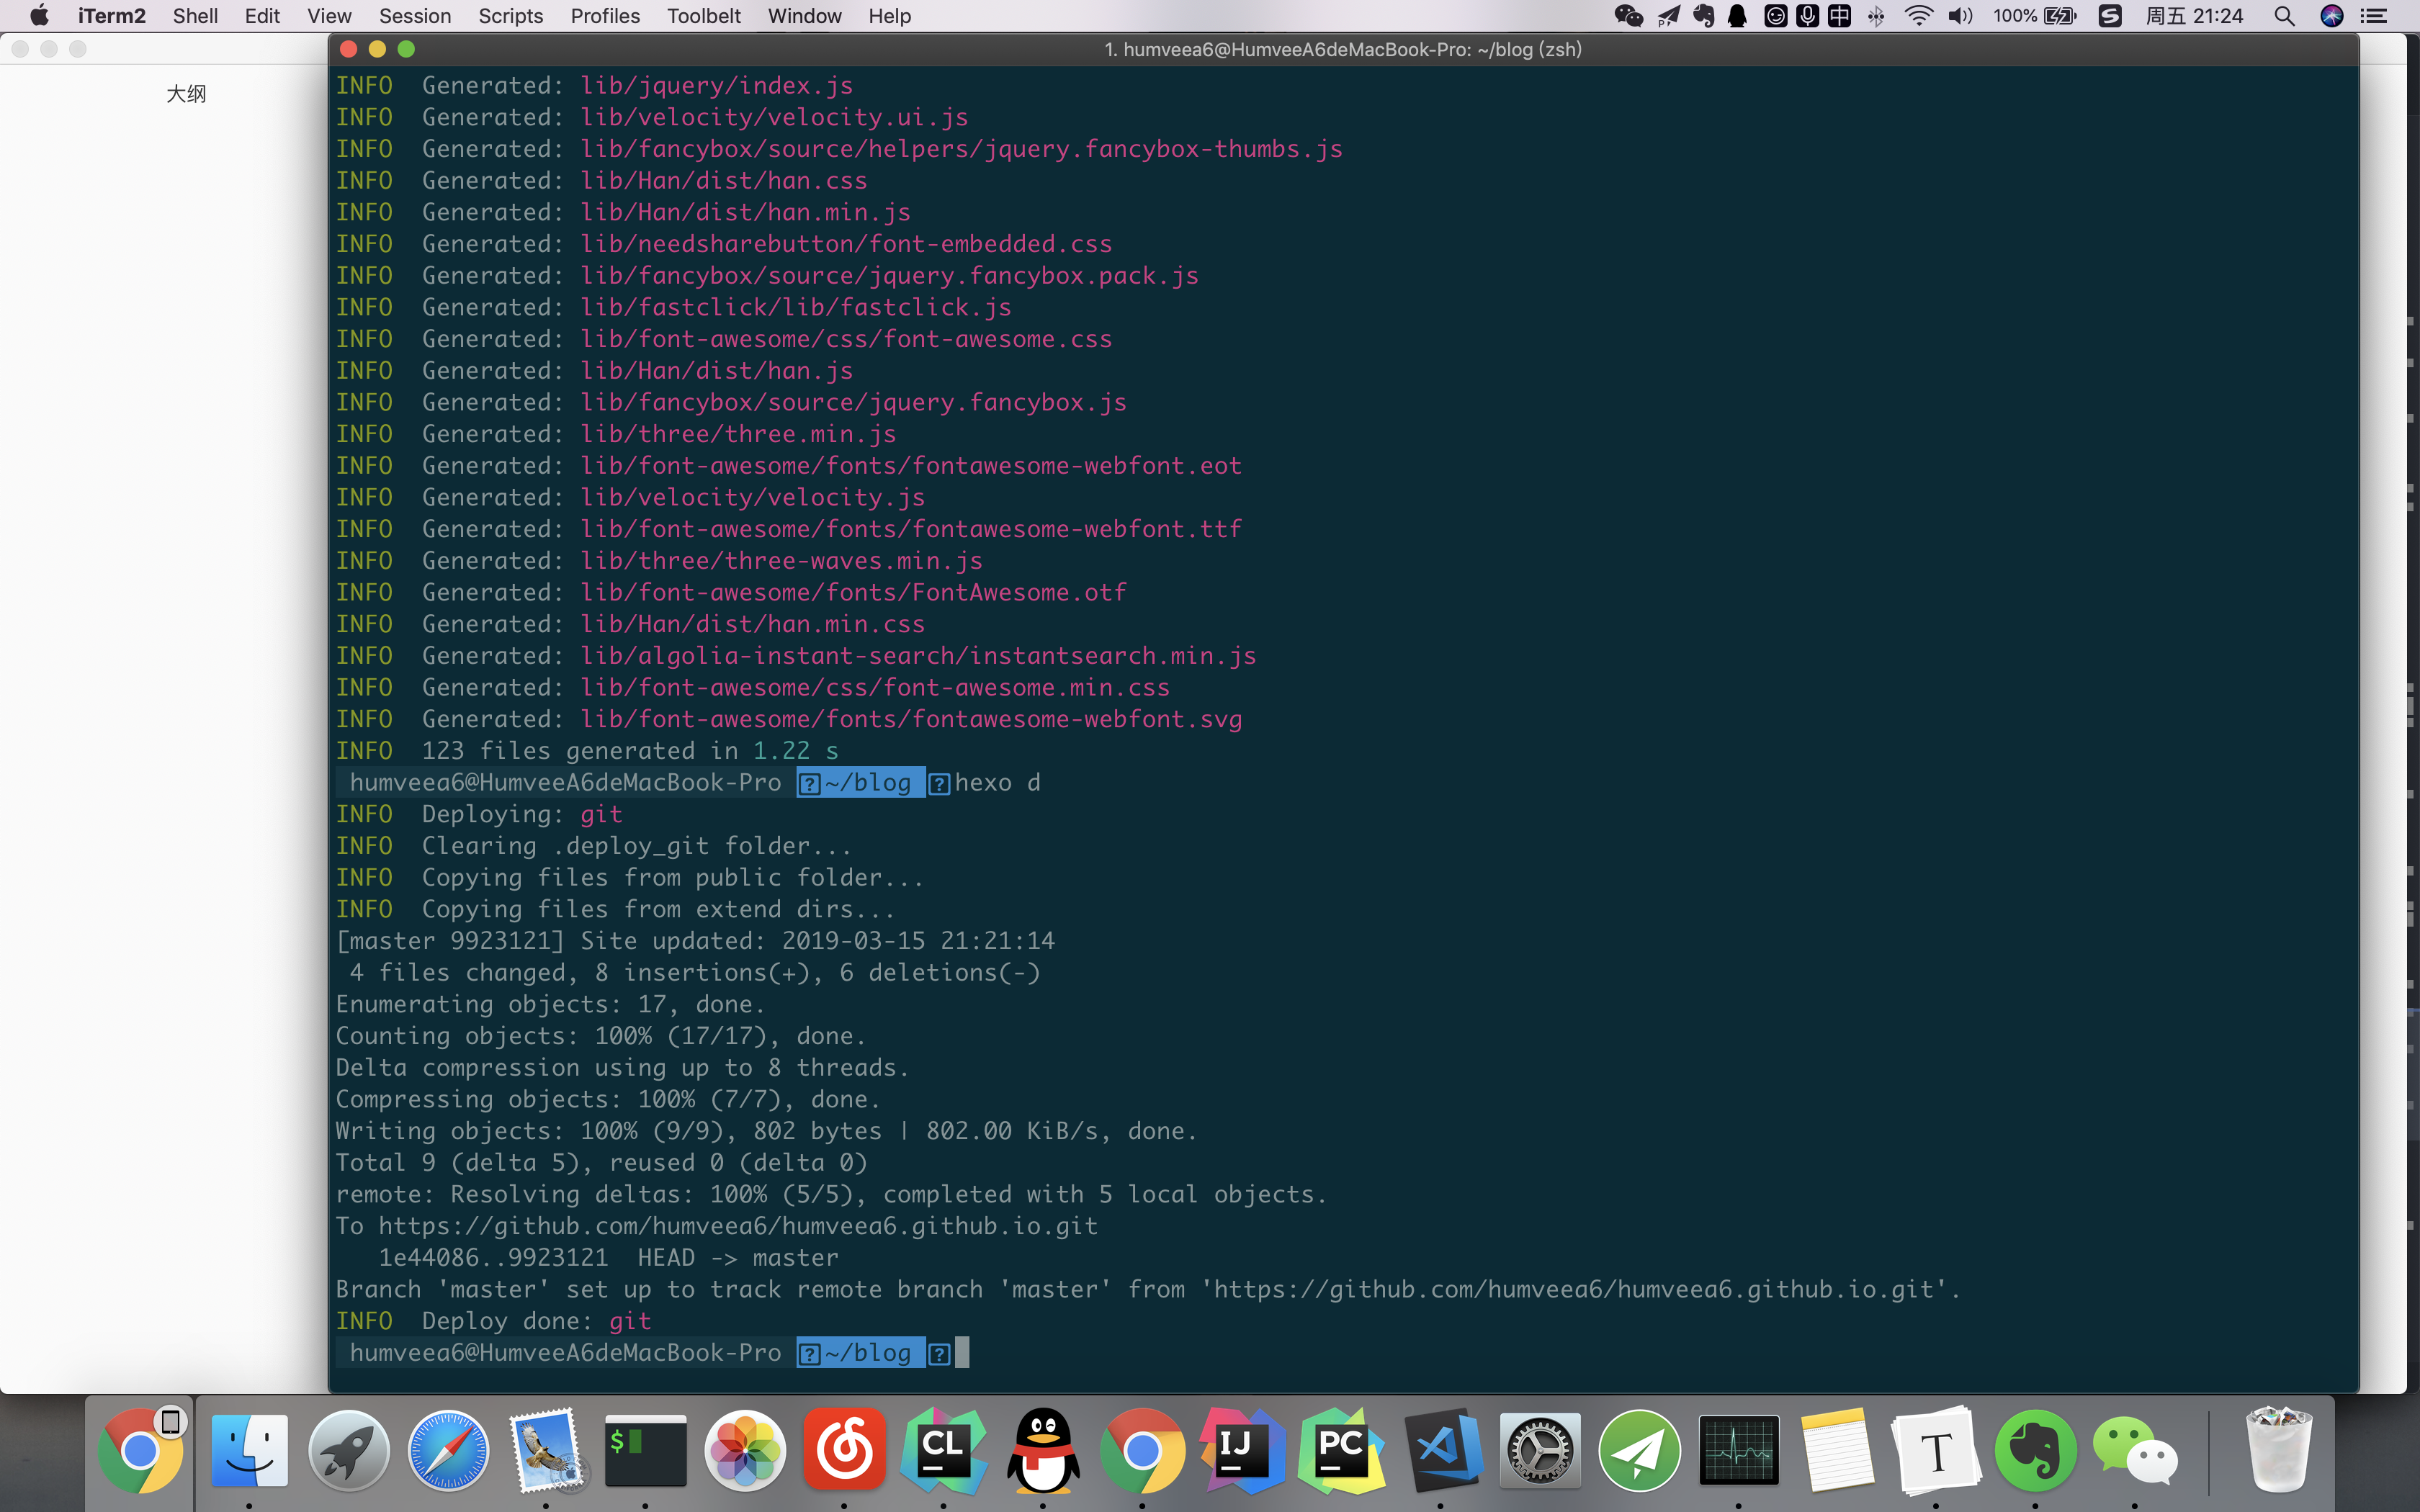 iTerm2 Shell Edit View Session Scripts Profiles Toolbelt Window Help 中 100% 周五 21:24
1. humveea6@HumveeA6deMacBook-Pro: ~/blog (zsh)
大纲
INFO  Generated: lib/jquery/index.js
INFO  Generated: lib/velocity/velocity.ui.js
INFO  Generated: lib/fancybox/source/helpers/jquery.fancybox-thumbs.js
INFO  Generated: lib/Han/dist/han.css
INFO  Generated: lib/Han/dist/han.min.js
INFO  Generated: lib/needsharebutton/font-embedded.css
INFO  Generated: lib/fancybox/source/jquery.fancybox.pack.js
INFO  Generated: lib/fastclick/lib/fastclick.js
INFO  Generated: lib/font-awesome/css/font-awesome.css
INFO  Generated: lib/Han/dist/han.js
INFO  Generated: lib/fancybox/source/jquery.fancybox.js
INFO  Generated: lib/three/three.min.js
INFO  Generated: lib/font-awesome/fonts/fontawesome-webfont.eot
INFO  Generated: lib/velocity/velocity.js
INFO  Generated: lib/font-awesome/fonts/fontawesome-webfont.ttf
INFO  Generated: lib/three/three-waves.min.js
INFO  Generated: lib/font-awesome/fonts/FontAwesome.otf
INFO  Generated: lib/Han/dist/han.min.css
INFO  Generated: lib/algolia-instant-search/instantsearch.min.js
INFO  Generated: lib/font-awesome/css/font-awesome.min.css
INFO  Generated: lib/font-awesome/fonts/fontawesome-webfont.svg
INFO  123 files generated in 1.22 s
humveea6@HumveeA6deMacBook-Pro ?~/blog ?hexo d
INFO  Deploying: git
INFO  Clearing .deploy_git folder...
INFO  Copying files from public folder...
INFO  Copying files from extend dirs...
[master 9923121] Site updated: 2019-03-15 21:21:14
4 files changed, 8 insertions(+), 6 deletions(-)
Enumerating objects: 17, done.
Counting objects: 100% (17/17), done.
Delta compression using up to 8 threads.
Compressing objects: 100% (7/7), done.
Writing objects: 100% (9/9), 802 bytes | 802.00 KiB/s, done.
Total 9 (delta 5), reused 0 (delta 0)
remote: Resolving deltas: 100% (5/5), completed with 5 local objects.
To https://github.com/humveea6/humveea6.github.io.git
1e44086..9923121  HEAD -> master
Branch 'master' set up to track remote branch 'master' from 'https://github.com/humveea6/humveea6.github.io.git'.
INFO  Deploy done: git
humveea6@HumveeA6deMacBook-Pro ?~/blog ?
$ CL IJ PC T